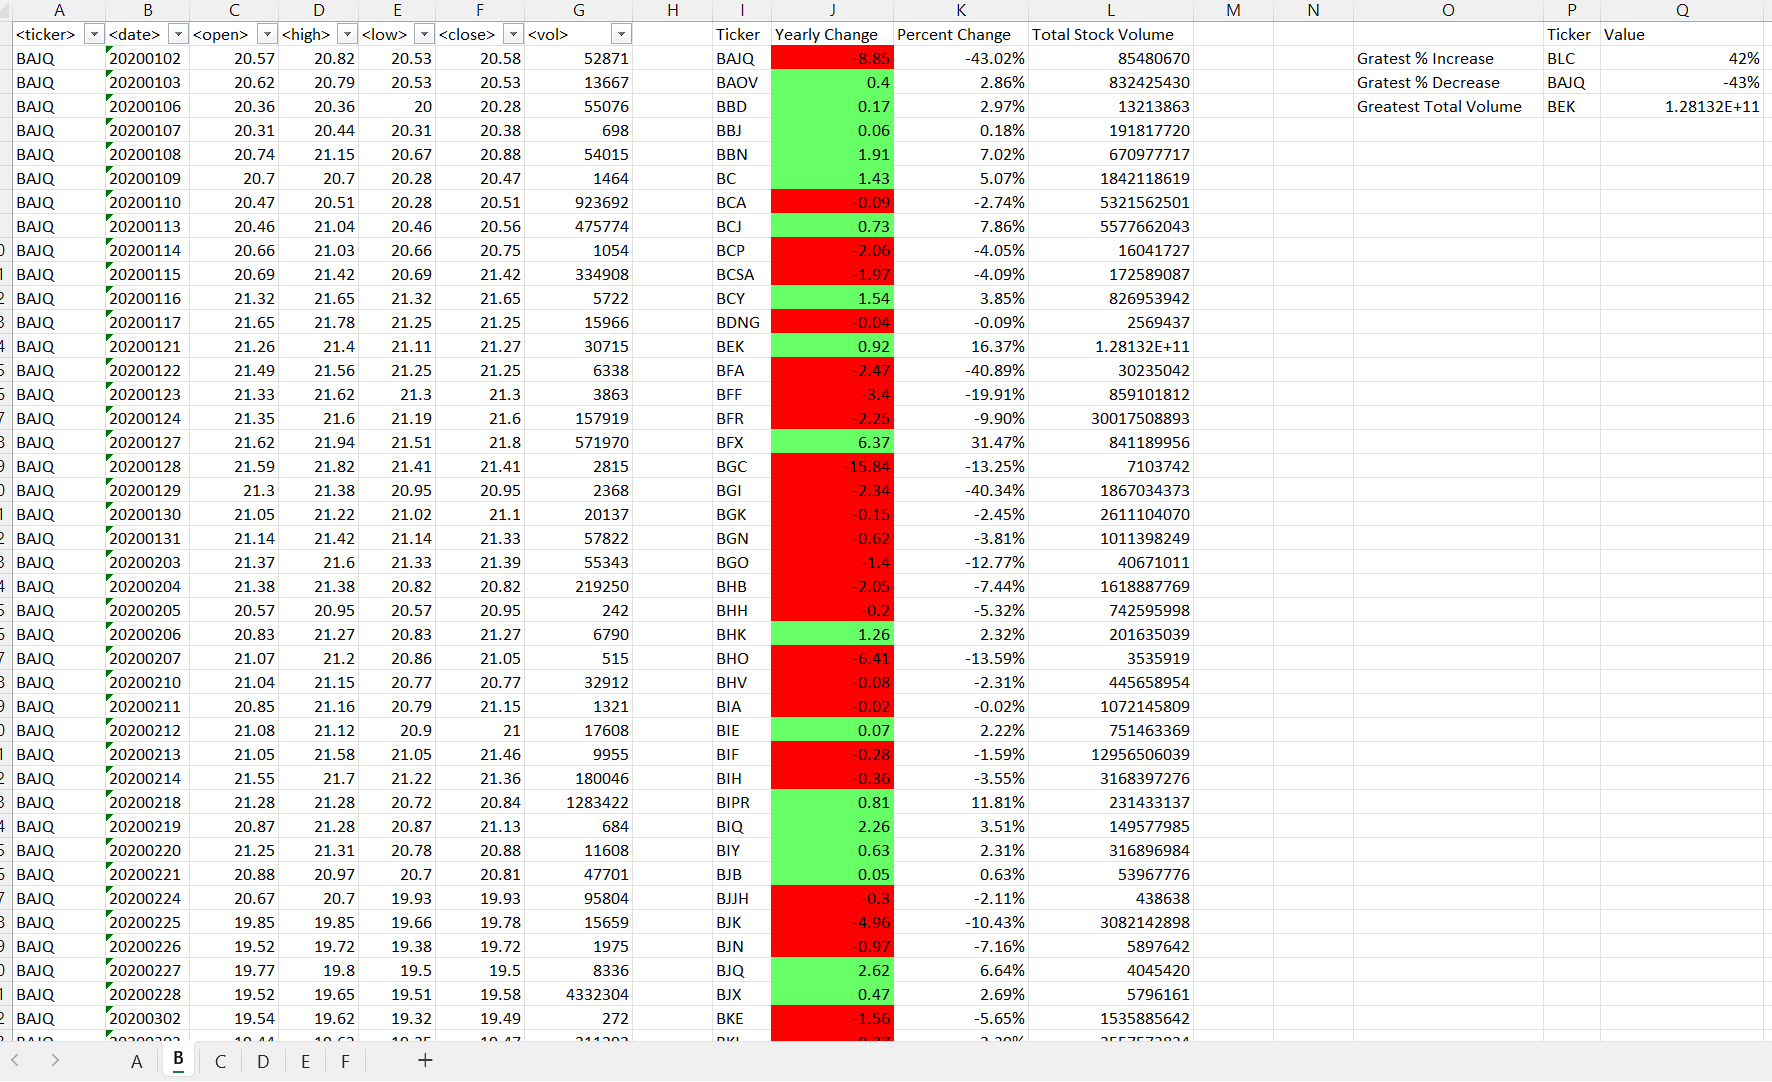 A B C D E F G H I J K L M N O P Q
<ticker> <date> <open> <high> <low> <close> <vol> Ticker Yearly Change Percent Change Total Stock Volume Ticker Value
BAJQ 20200102 20.57 20.82 20.53 20.58 52871 BAJQ -8.85 -43.02% 85480670 Gratest % Increase BLC 42%
BAJQ 20200103 20.62 20.79 20.53 20.53 13667 BAOV 0.4 2.86% 832425430 Gratest % Decrease BAJQ -43%
BAJQ 20200106 20.36 20.36 20 20.28 55076 BBD 0.17 2.97% 13213863 Greatest Total Volume BEK 1.28132E+11
BAJQ 20200107 20.31 20.44 20.31 20.38 698 BBJ 0.06 0.18% 191817720
BAJQ 20200108 20.74 21.15 20.67 20.88 54015 BBN 1.91 7.02% 670977717
BAJQ 20200109 20.7 20.7 20.28 20.47 1464 BC 1.43 5.07% 1842118619
BAJQ 20200110 20.47 20.51 20.28 20.51 923692 BCA -0.09 -2.74% 5321562501
BAJQ 20200113 20.46 21.04 20.46 20.56 475774 BCJ 0.73 7.86% 5577662043
BAJQ 20200114 20.66 21.03 20.66 20.75 1054 BCP -2.06 -4.05% 16041727
BAJQ 20200115 20.69 21.42 20.69 21.42 334908 BCSA -1.97 -4.09% 172589087
BAJQ 20200116 21.32 21.65 21.32 21.65 5722 BCY 1.54 3.85% 826953942
BAJQ 20200117 21.65 21.78 21.25 21.25 15966 BDNG -0.04 -0.09% 2569437
BAJQ 20200121 21.26 21.4 21.11 21.27 30715 BEK 0.92 16.37% 1.28132E+11
BAJQ 20200122 21.49 21.56 21.25 21.25 6338 BFA -2.47 -40.89% 30235042
BAJQ 20200123 21.33 21.62 21.3 21.3 3863 BFF -3.4 -19.91% 859101812
BAJQ 20200124 21.35 21.6 21.19 21.6 157919 BFR -2.25 -9.90% 30017508893
BAJQ 20200127 21.62 21.94 21.51 21.8 571970 BFX 6.37 31.47% 841189956
BAJQ 20200128 21.59 21.82 21.41 21.41 2815 BGC -15.84 -13.25% 7103742
BAJQ 20200129 21.3 21.38 20.95 20.95 2368 BGI -2.34 -40.34% 1867034373
BAJQ 20200130 21.05 21.22 21.02 21.1 20137 BGK -0.15 -2.45% 2611104070
BAJQ 20200131 21.14 21.42 21.14 21.33 57822 BGN -0.62 -3.81% 1011398249
BAJQ 20200203 21.37 21.6 21.33 21.39 55343 BGO -1.4 -12.77% 40671011
BAJQ 20200204 21.38 21.38 20.82 20.82 219250 BHB -2.05 -7.44% 1618887769
BAJQ 20200205 20.57 20.95 20.57 20.95 242 BHH -0.2 -5.32% 742595998
BAJQ 20200206 20.83 21.27 20.83 21.27 6790 BHK 1.26 2.32% 201635039
BAJQ 20200207 21.07 21.2 20.86 21.05 515 BHO -6.41 -13.59% 3535919
BAJQ 20200210 21.04 21.15 20.77 20.77 32912 BHV -0.08 -2.31% 445658954
BAJQ 20200211 20.85 21.16 20.79 21.15 1321 BIA -0.02 -0.02% 1072145809
BAJQ 20200212 21.08 21.12 20.9 21 17608 BIE 0.07 2.22% 751463369
BAJQ 20200213 21.05 21.58 21.05 21.46 9955 BIF -0.28 -1.59% 12956506039
BAJQ 20200214 21.55 21.7 21.22 21.36 180046 BIH -0.36 -3.55% 3168397276
BAJQ 20200218 21.28 21.28 20.72 20.84 1283422 BIPR 0.81 11.81% 231433137
BAJQ 20200219 20.87 21.28 20.87 21.13 684 BIQ 2.26 3.51% 149577985
BAJQ 20200220 21.25 21.31 20.78 20.88 11608 BIY 0.63 2.31% 316896984
BAJQ 20200221 20.88 20.97 20.7 20.81 47701 BJB 0.05 0.63% 53967776
BAJQ 20200224 20.67 20.7 19.93 19.93 95804 BJJH -0.3 -2.11% 438638
BAJQ 20200225 19.85 19.85 19.66 19.78 15659 BJK -4.96 -10.43% 3082142898
BAJQ 20200226 19.52 19.72 19.38 19.72 1975 BJN -0.97 -7.16% 5897642
BAJQ 20200227 19.77 19.8 19.5 19.5 8336 BJQ 2.62 6.64% 4045420
BAJQ 20200228 19.52 19.65 19.51 19.58 4332304 BJX 0.47 2.69% 5796161
BAJQ 20200302 19.54 19.62 19.32 19.49 272 BKE -1.56 -5.65% 1535885642
A B C D E F